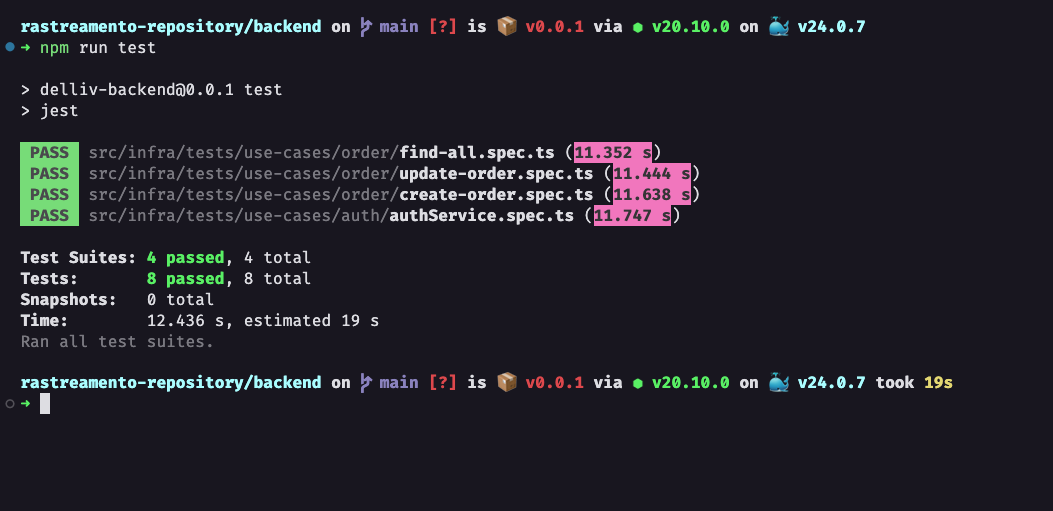 rastreamento-repository/backend on main [?] is 📦 v0.0.1 via ⬢ v20.10.0 on 🐳 v24.0.7
➜ npm run test
> delliv-backend@0.0.1 test
> jest
PASS src/infra/tests/use-cases/order/find-all.spec.ts (11.352 s)
PASS src/infra/tests/use-cases/order/update-order.spec.ts (11.444 s)
PASS src/infra/tests/use-cases/order/create-order.spec.ts (11.638 s)
PASS src/infra/tests/use-cases/auth/authService.spec.ts (11.747 s)
Test Suites: 4 passed, 4 total
Tests: 8 passed, 8 total
Snapshots: 0 total
Time: 12.436 s, estimated 19 s
Ran all test suites.
rastreamento-repository/backend on main [?] is 📦 v0.0.1 via ⬢ v20.10.0 on 🐳 v24.0.7 took 19s
➜